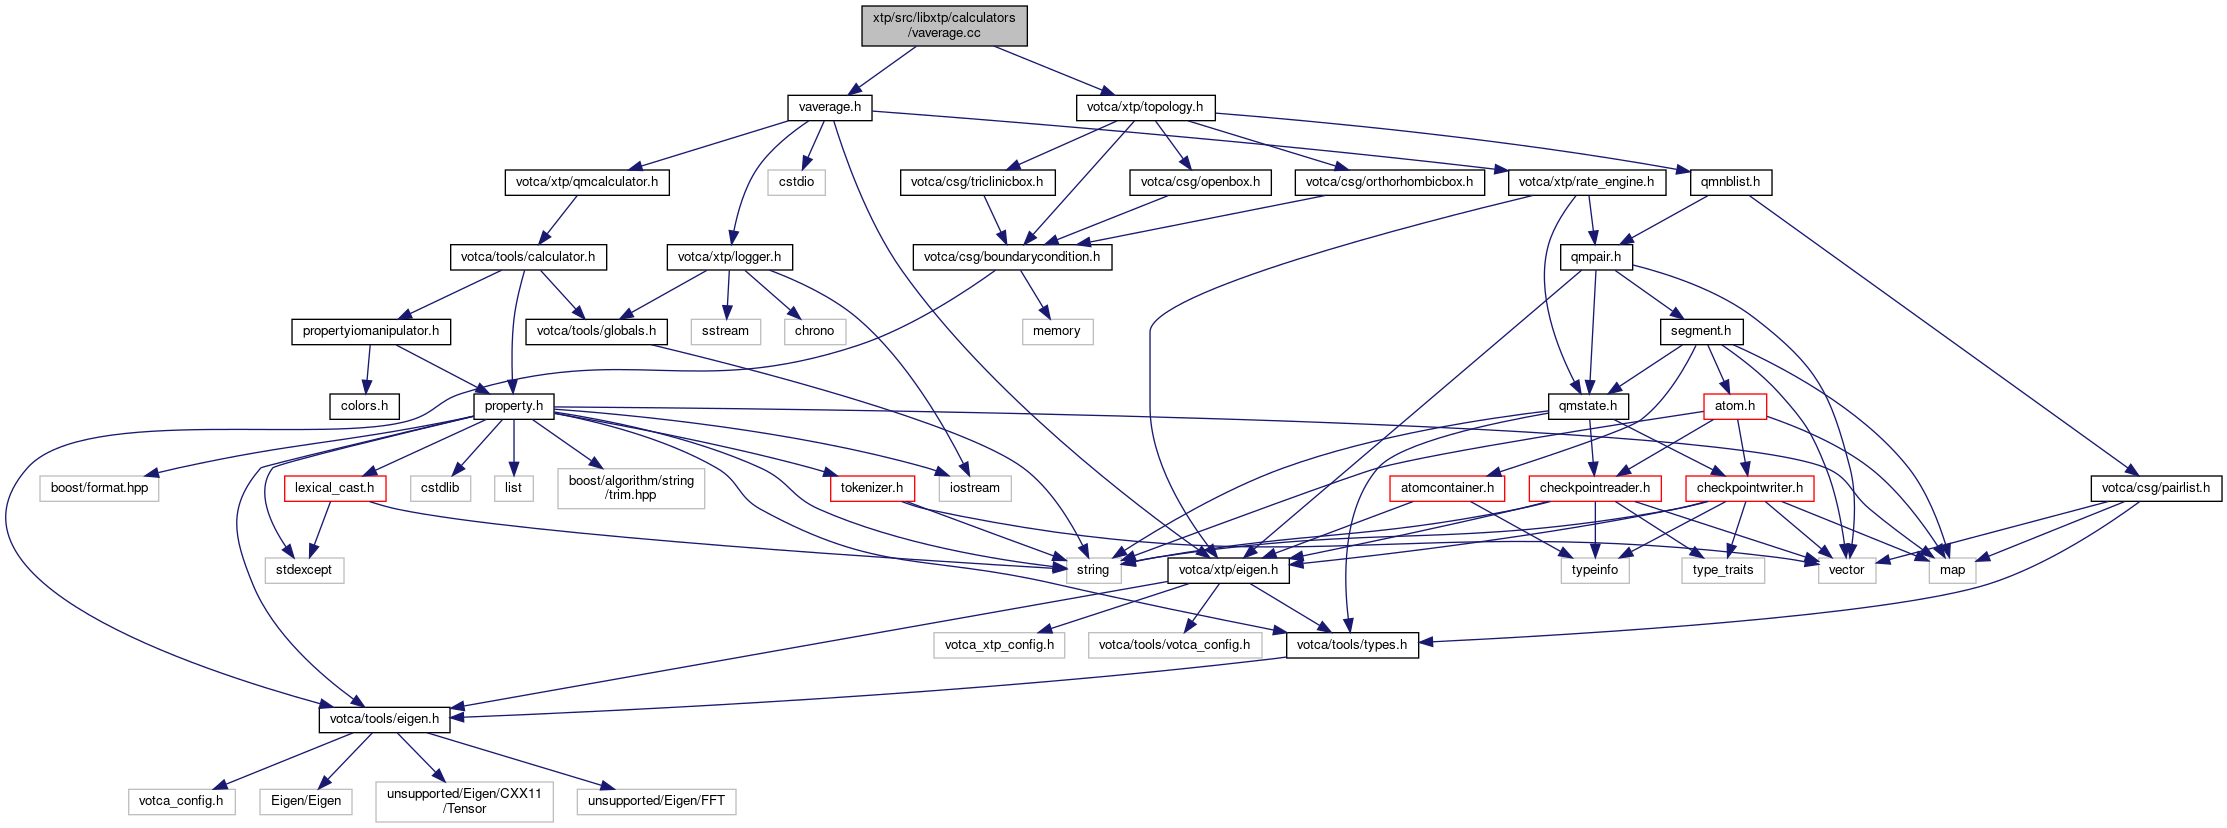 xtp/src/libxtp/calculators
/vaverage.cc
vaverage.h
votca/xtp/topology.h
votca/xtp/qmcalculator.h
cstdio
votca/csg/triclinicbox.h
votca/csg/openbox.h
votca/csg/orthorhombicbox.h
votca/xtp/rate_engine.h
qmnblist.h
votca/tools/calculator.h
votca/xtp/logger.h
votca/csg/boundarycondition.h
qmpair.h
propertyiomanipulator.h
votca/tools/globals.h
sstream
chrono
memory
segment.h
colors.h
property.h
qmstate.h
atom.h
boost/format.hpp
lexical_cast.h
cstdlib
list
boost/algorithm/string
/trim.hpp
tokenizer.h
iostream
atomcontainer.h
checkpointreader.h
checkpointwriter.h
votca/csg/pairlist.h
stdexcept
string
votca/xtp/eigen.h
typeinfo
type_traits
vector
map
votca_xtp_config.h
votca/tools/votca_config.h
votca/tools/types.h
votca/tools/eigen.h
votca_config.h
Eigen/Eigen
unsupported/Eigen/CXX11
/Tensor
unsupported/Eigen/FFT